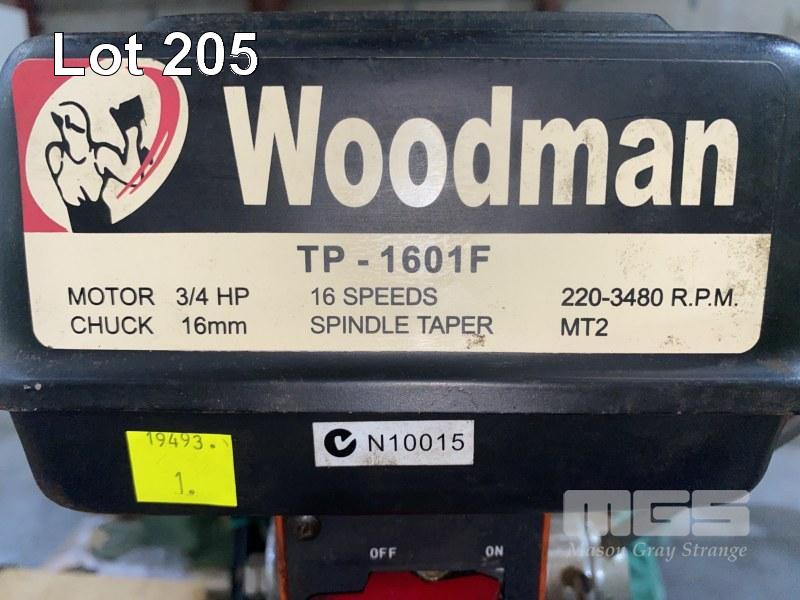 Lot 205
Woodman
TP - 1601F
MOTOR 3/4 HP 16 SPEEDS 220-3480 R.P.M.
CHUCK 16mm SPINDLE TAPER MT2
19493.
1.
N10015
MGS
Mason Gray Strange
OFF ON